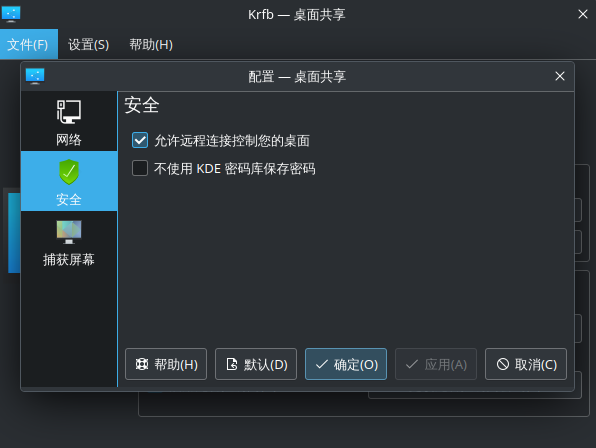 Krfb — 桌面共享
文件(F) 设置(S) 帮助(H)
配置 — 桌面共享
网络
安全
捕获屏幕
安全
允许远程连接控制您的桌面
不使用 KDE 密码库保存密码
帮助(H) 默认(D) 确定(O) 应用(A) 取消(C)